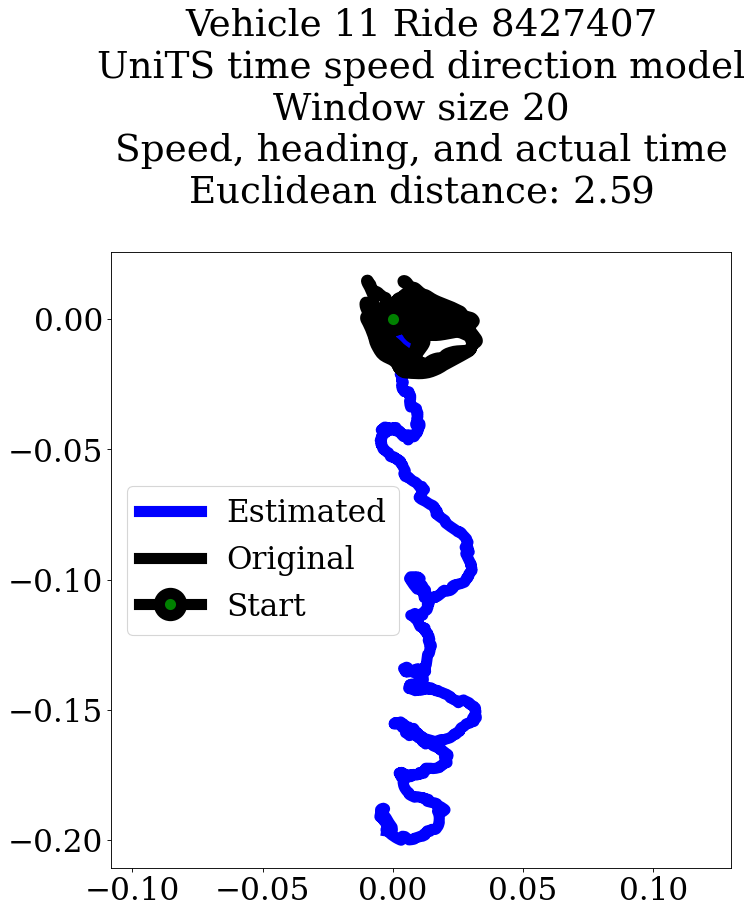 Vehicle 11 Ride 8427407
UniTS time speed direction model
Window size 20
Speed, heading, and actual time
Euclidean distance: 2.59
0.00
−0.05
−0.10
−0.15
−0.20
Estimated
Original
Start
−0.10
−0.05
0.00
0.05
0.10